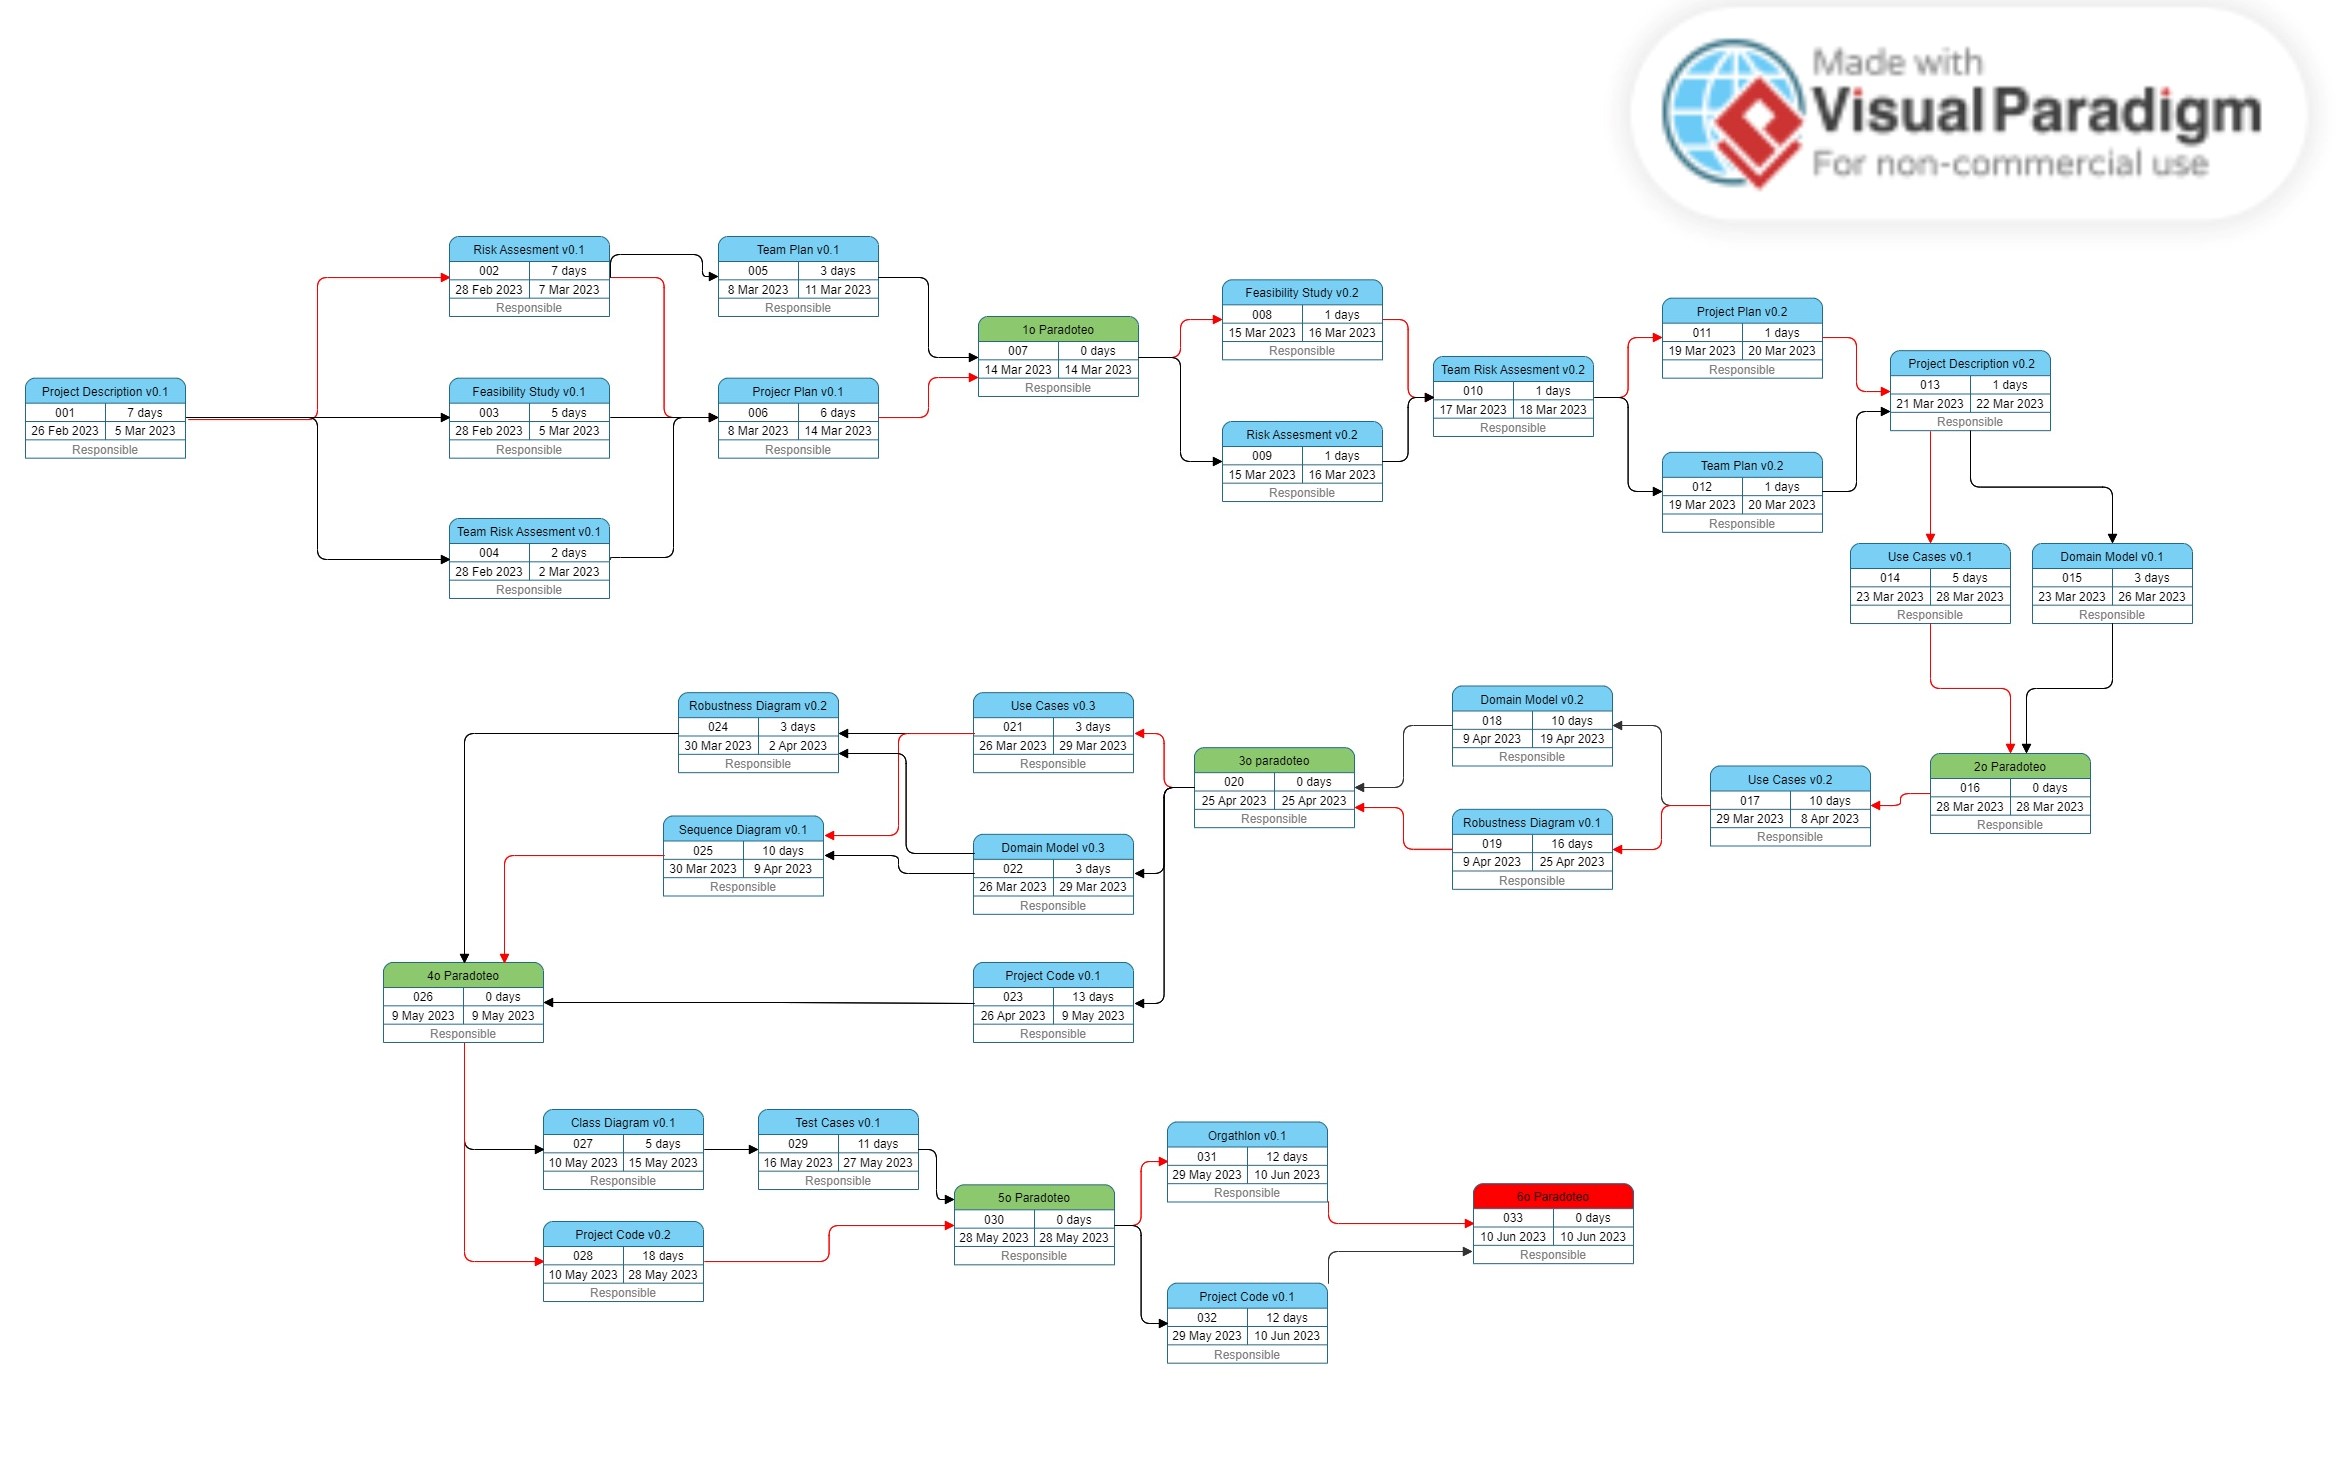 Made with
Visual Paradigm
For non-commercial use
Risk Assesment v0.1
002 7 days
28 Feb 2023 7 Mar 2023
Responsible
Team Plan v0.1
005 3 days
8 Mar 2023 11 Mar 2023
Responsible
Project Description v0.1
001 7 days
26 Feb 2023 5 Mar 2023
Responsible
Feasibility Study v0.1
003 5 days
28 Feb 2023 5 Mar 2023
Responsible
Projecr Plan v0.1
006 6 days
8 Mar 2023 14 Mar 2023
Responsible
Team Risk Assesment v0.1
004 2 days
28 Feb 2023 2 Mar 2023
Responsible
1o Paradoteo
007 0 days
14 Mar 2023 14 Mar 2023
Responsible
Feasibility Study v0.2
008 1 days
15 Mar 2023 16 Mar 2023
Responsible
Risk Assesment v0.2
009 1 days
15 Mar 2023 16 Mar 2023
Responsible
Team Risk Assesment v0.2
010 1 days
17 Mar 2023 18 Mar 2023
Responsible
Project Plan v0.2
011 1 days
19 Mar 2023 20 Mar 2023
Responsible
Team Plan v0.2
012 1 days
19 Mar 2023 20 Mar 2023
Responsible
Project Description v0.2
013 1 days
21 Mar 2023 22 Mar 2023
Responsible
Use Cases v0.1
014 5 days
23 Mar 2023 28 Mar 2023
Responsible
Domain Model v0.1
015 3 days
23 Mar 2023 26 Mar 2023
Responsible
2o Paradoteo
016 0 days
28 Mar 2023 28 Mar 2023
Responsible
Use Cases v0.2
017 10 days
29 Mar 2023 8 Apr 2023
Responsible
Domain Model v0.2
018 10 days
9 Apr 2023 19 Apr 2023
Responsible
Robustness Diagram v0.1
019 16 days
9 Apr 2023 25 Apr 2023
Responsible
3o paradoteo
020 0 days
25 Apr 2023 25 Apr 2023
Responsible
Use Cases v0.3
021 3 days
26 Mar 2023 29 Mar 2023
Responsible
Domain Model v0.3
022 3 days
26 Mar 2023 29 Mar 2023
Responsible
Project Code v0.1
023 13 days
26 Apr 2023 9 May 2023
Responsible
Robustness Diagram v0.2
024 3 days
30 Mar 2023 2 Apr 2023
Responsible
Sequence Diagram v0.1
025 10 days
30 Mar 2023 9 Apr 2023
Responsible
4o Paradoteo
026 0 days
9 May 2023 9 May 2023
Responsible
Class Diagram v0.1
027 5 days
10 May 2023 15 May 2023
Responsible
Test Cases v0.1
029 11 days
16 May 2023 27 May 2023
Responsible
Project Code v0.2
028 18 days
10 May 2023 28 May 2023
Responsible
5o Paradoteo
030 0 days
28 May 2023 28 May 2023
Responsible
Orgathlon v0.1
031 12 days
29 May 2023 10 Jun 2023
Responsible
Project Code v0.1
032 12 days
29 May 2023 10 Jun 2023
Responsible
6o Paradoteo
033 0 days
10 Jun 2023 10 Jun 2023
Responsible